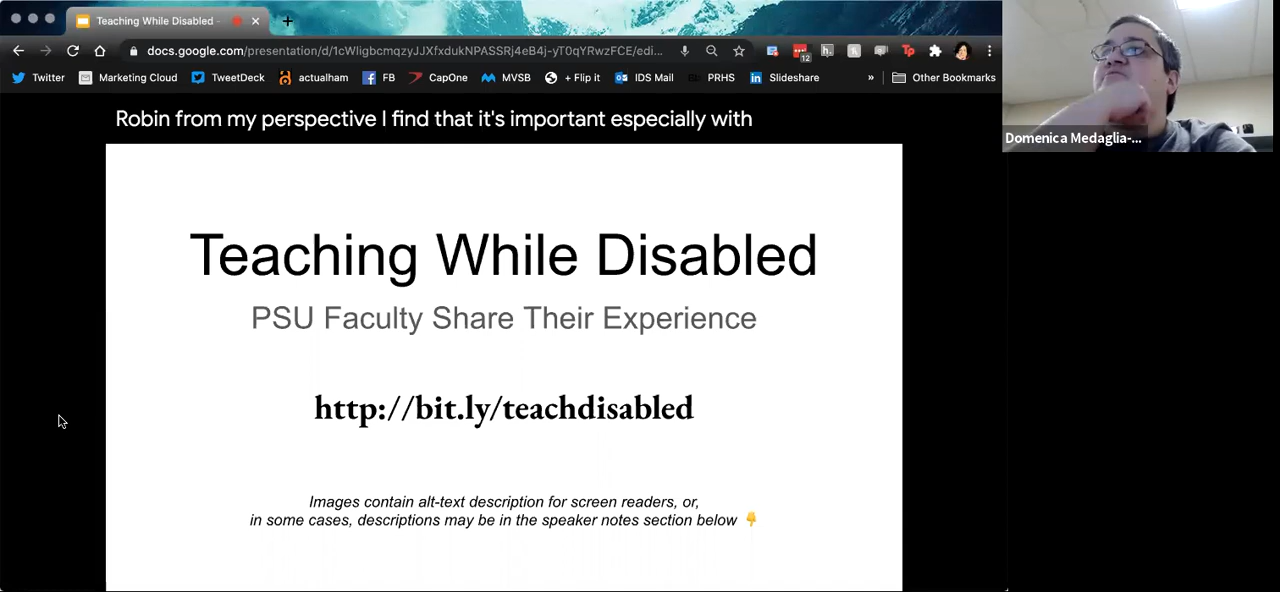 Teaching While Disabled -
docs.google.com/presentation/d/1cWligbcmqzyJJXfxdukNPASSRj4eB4j-yT0qYRwzFCE/edi...
12
Twitter Marketing Cloud TweetDeck actualham FB CapOne MVSB + Flip it IDS Mail PRHS Slideshare » Other Bookmarks
Robin from my perspective I find that it's important especially with
Domenica Medaglia-...
Teaching While Disabled
PSU Faculty Share Their Experience
http://bit.ly/teachdisabled
Images contain alt-text description for screen readers, or,
in some cases, descriptions may be in the speaker notes section below 👇